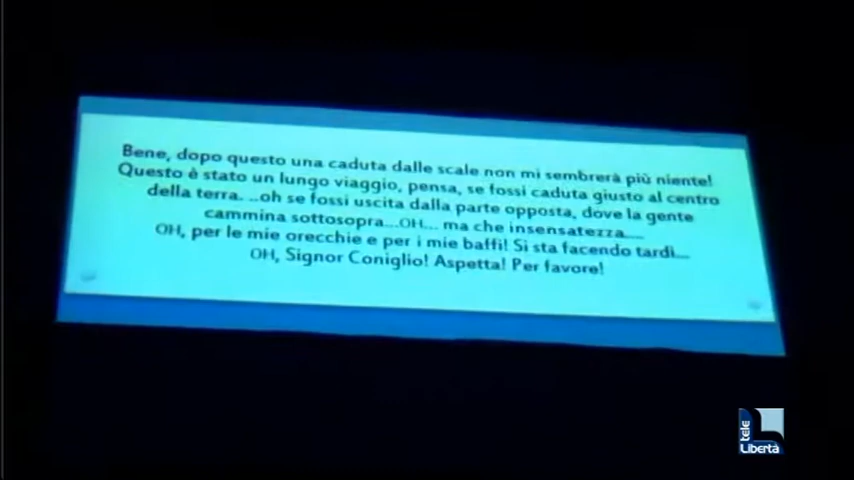 Bene, dopo questo una caduta dalle scale non mi sembrerà più niente!
Questo è stato un lungo viaggio, pensa, se fossi caduta giusto al centro
della terra. ...oh se fossi uscita dalla parte opposta, dove la gente
cammina sottosopra...OH... ma che insensatezza....
OH, per le mie orecchie e per i mie baffi! Si sta facendo tardi...
OH, Signor Coniglio! Aspetta! Per favore!
tele
Libertà